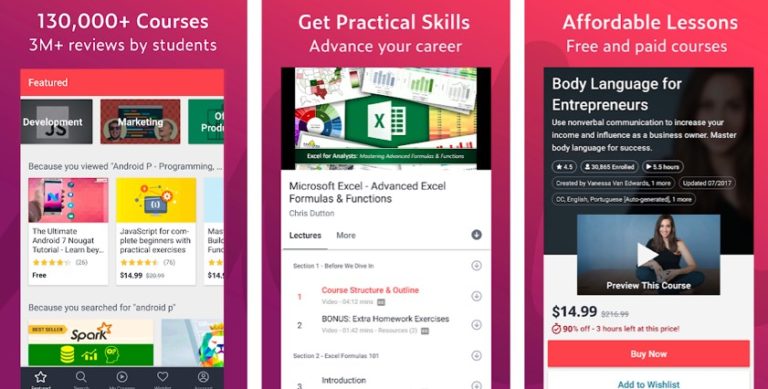 130,000+ Courses
3M+ reviews by students
Featured
Development
JS
Marketing
Of
Produ
Because you viewed "Android P - Programming, ...
The Ultimate
Android 7 Nougat
Tutorial - Learn bey...
(26)
Free
JavaScript for com-
plete beginners with
practical exercises
(76)
$14.99 $20.99
$14.9
Because you searched for "android p"
BEST SELLER
Spark
Featured
Search
My Courses
Wishlist
Account
Get Practical Skills
Advance your career
Excel for Analysts: Mastering Advanced Formulas & Functions
Microsoft Excel - Advanced Excel
Formulas & Functions
Chris Dutton
Lectures
More
Section 1 - Before We Dive In
1
Course Structure & Outline
Video - 04:12 mins
2
BONUS: Extra Homework Exercises
Video - 01:42 mins - Resources (2)
Section 2 - Excel Formulas 101
3
Introduction
Affordable Lessons
Free and paid courses
Body Language for
Entrepreneurs
Use nonverbal communication to increase your
income and influence as a business owner. Master
body language for success.
4.5
30,865 Enrolled
5.5 hours
Created by Vanessa Van Edwards, 1 more
Updated 07/2017
CC, English, Portuguese [Auto-generated], 1 more
Preview This Course
$14.99 $216.99
90% off - 3 hours left at this price!
Buy Now
Add to Wishlist